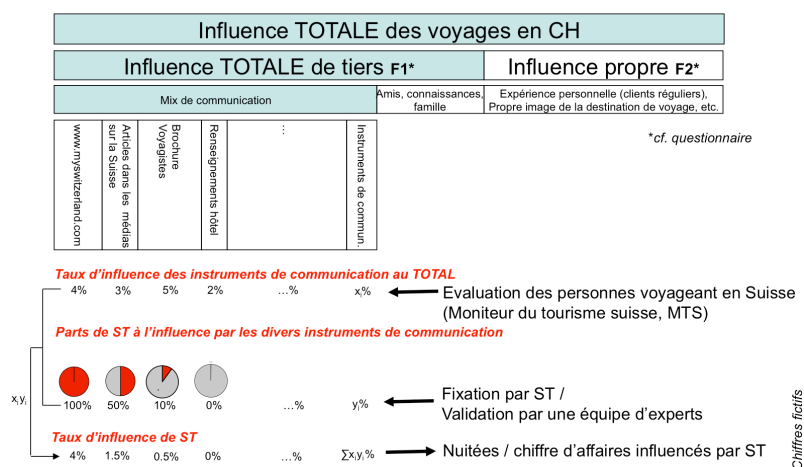 Influence TOTALE des voyages en CH
Influence TOTALE de tiers F1*
Influence propre F2*
Mix de communication
Amis, connaissances,
famille
Expérience personelle (clients réguliers),
Propre image de la destination de voyage, etc.
www.myswitzerland.com
Articles dans les médias
sur la Suisse
Brochure
Voyagistes
Renseignements hôtel
...
Instruments de commun.
*cf. questionnaire
Taux d’influence des instruments de communication au TOTAL
4% 3% 5% 2% …% xᵢ%
Evaluation des personnes voyageant en Suisse
(Moniteur du tourisme suisse, MTS)
Parts de ST à l’influence par les divers instruments de communication
xᵢyᵢ
100% 50% 10% 0% …% yᵢ%
Fixation par ST /
Validation par une équipe d’experts
Taux d’influence de ST
4% 1.5% 0.5% 0% …% ∑xᵢyᵢ%
Nuitées / chiffre d’affaires influencés par ST
Chiffres fictifs